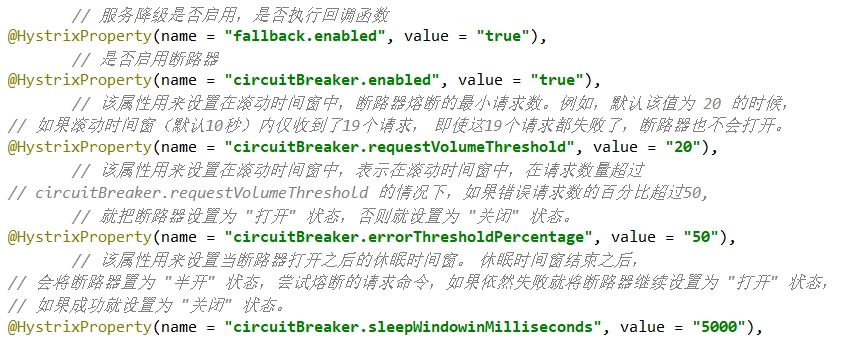 // 服务降级是否启用，是否执行回调函数
@HystrixProperty(name = "fallback.enabled", value = "true"),
// 是否启用断路器
@HystrixProperty(name = "circuitBreaker.enabled", value = "true"),
// 该属性用来设置在滚动时间窗中，断路器熔断的最小请求数。例如，默认该值为 20 的时候，
// 如果滚动时间窗（默认10秒）内仅收到了19个请求， 即使这19个请求都失败了，断路器也不会打开。
@HystrixProperty(name = "circuitBreaker.requestVolumeThreshold", value = "20"),
// 该属性用来设置在滚动时间窗中，表示在滚动时间窗中，在请求数量超过
// circuitBreaker.requestVolumeThreshold 的情况下，如果错误请求数的百分比超过50,
// 就把断路器设置为 "打开" 状态，否则就设置为 "关闭" 状态。
@HystrixProperty(name = "circuitBreaker.errorThresholdPercentage", value = "50"),
// 该属性用来设置当断路器打开之后的休眠时间窗。 休眠时间窗结束之后，
// 会将断路器置为 "半开" 状态，尝试熔断的请求命令，如果依然失败就将断路器继续设置为 "打开" 状态，
// 如果成功就设置为 "关闭" 状态。
@HystrixProperty(name = "circuitBreaker.sleepWindowinMilliseconds", value = "5000"),